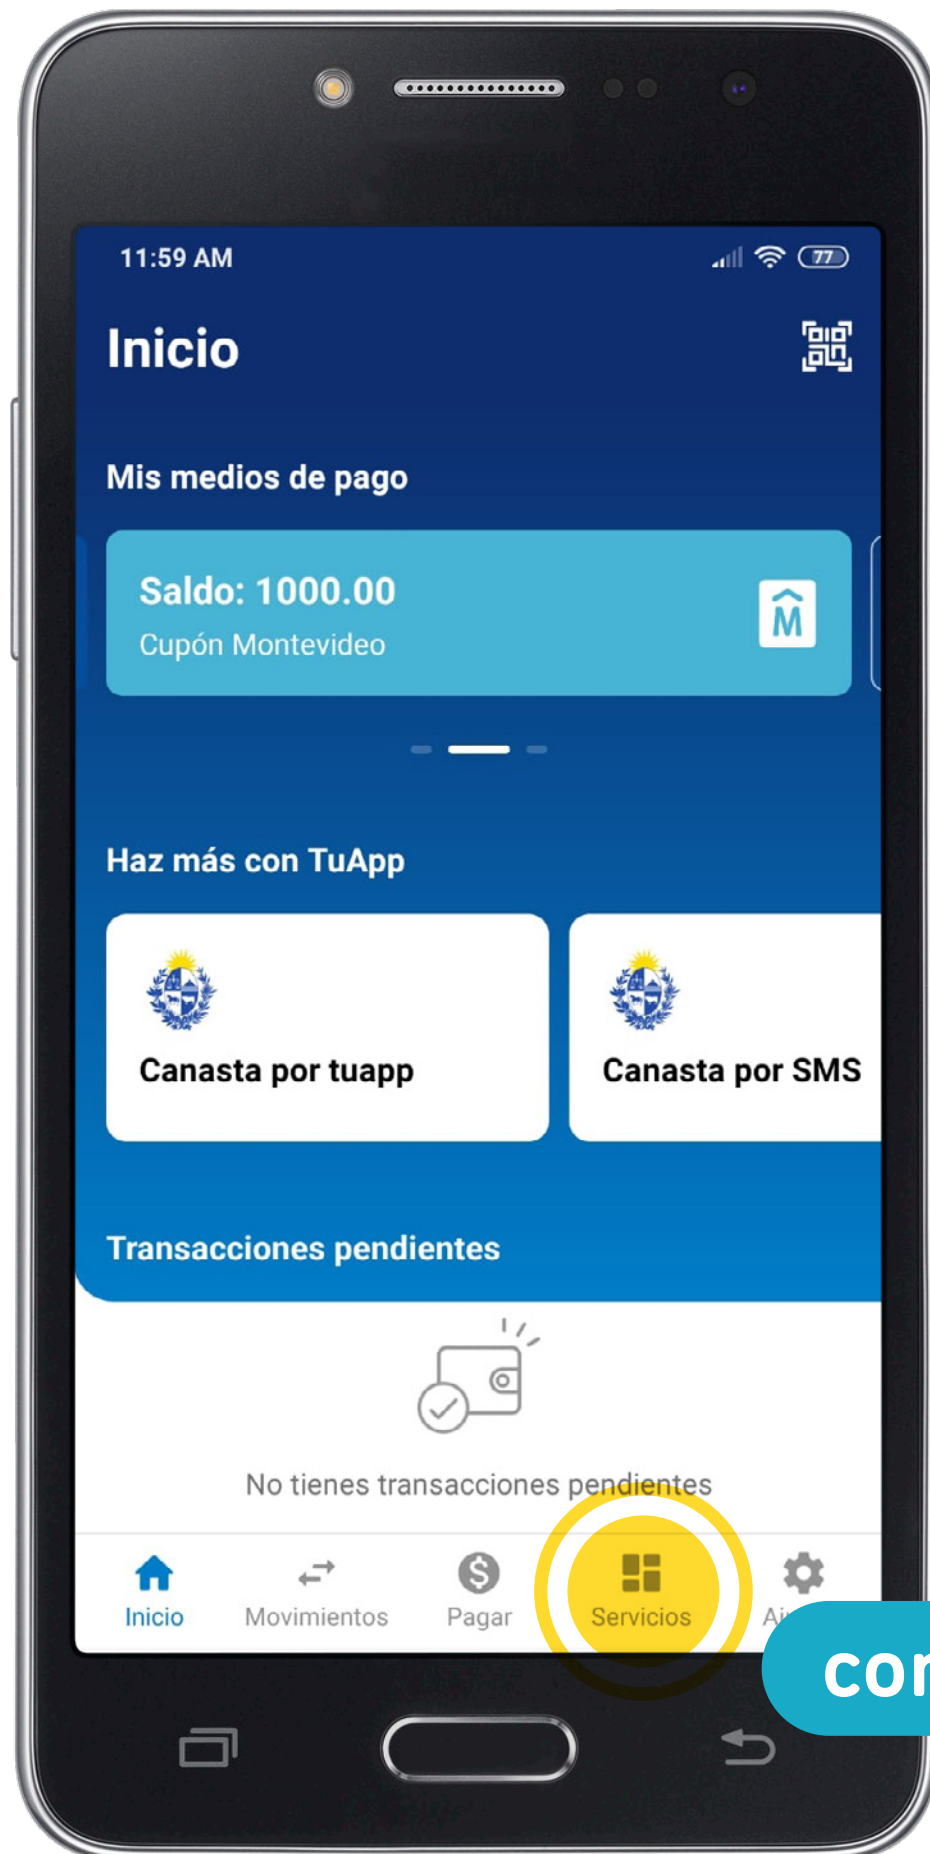 11:59 AM
77
Inicio
Mis medios de pago
Saldo: 1000.00
Cupón Montevideo
M
Haz más con TuApp
Canasta por tuapp
Canasta por SMS
Transacciones pendientes
No tienes transacciones pendientes
Inicio
Movimientos
Pagar
Servicios